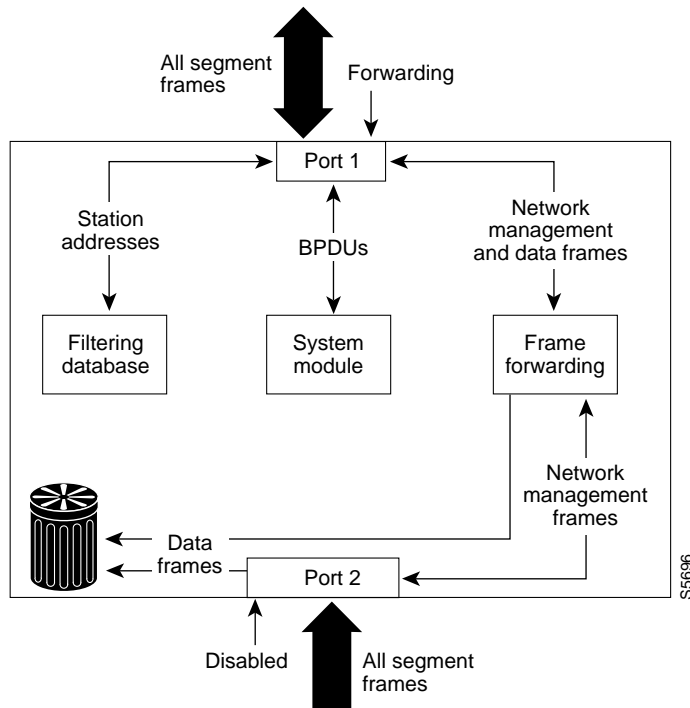 All segment
frames
Forwarding
Port 1
Station
addresses
BPDUs
Network
management
and data frames
Filtering
database
System
module
Frame
forwarding
Network
management
frames
Data
frames
Port 2
S5696
Disabled
All segment
frames